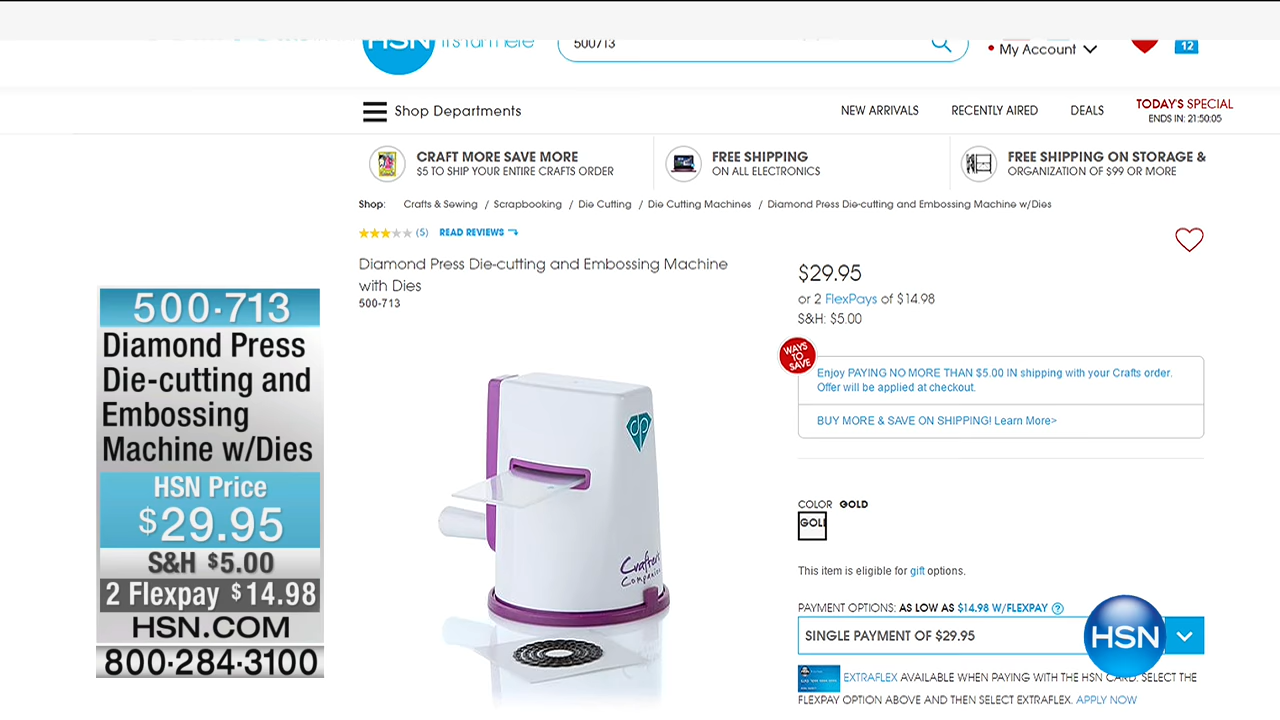 HSN it's fun here
500713
My Account
12
Shop Departments
NEW ARRIVALS
RECENTLY AIRED
DEALS
TODAY'S SPECIAL
ENDS IN: 21:50:05
CRAFT MORE SAVE MORE
$5 TO SHIP YOUR ENTIRE CRAFTS ORDER
FREE SHIPPING
ON ALL ELECTRONICS
FREE SHIPPING ON STORAGE &
ORGANIZATION OF $99 OR MORE
Shop: Crafts & Sewing / Scrapbooking / Die Cutting / Die Cutting Machines / Diamond Press Die-cutting and Embossing Machine w/Dies
(5) READ REVIEWS
Diamond Press Die-cutting and Embossing Machine
with Dies
500-713
$29.95
or 2 FlexPays of $14.98
S&H: $5.00
WAYS
TO
SAVE
Enjoy PAYING NO MORE THAN $5.00 IN shipping with your Crafts order.
Offer will be applied at checkout.
BUY MORE & SAVE ON SHIPPING! Learn More>
COLOR GOLD
GOL
This item is eligible for gift options.
PAYMENT OPTIONS: AS LOW AS $14.98 W/FLEXPAY ?
SINGLE PAYMENT OF $29.95
HSN
EXTRAFLEX AVAILABLE WHEN PAYING WITH THE HSN CARD. SELECT THE
FLEXPAY OPTION ABOVE AND THEN SELECT EXTRAFLEX. APPLY NOW
500-713
Diamond Press
Die-cutting and
Embossing
Machine w/Dies
HSN Price
$29.95
S&H $5.00
2 Flexpay $14.98
HSN.COM
800-284-3100
dp
Crafter's
Companion